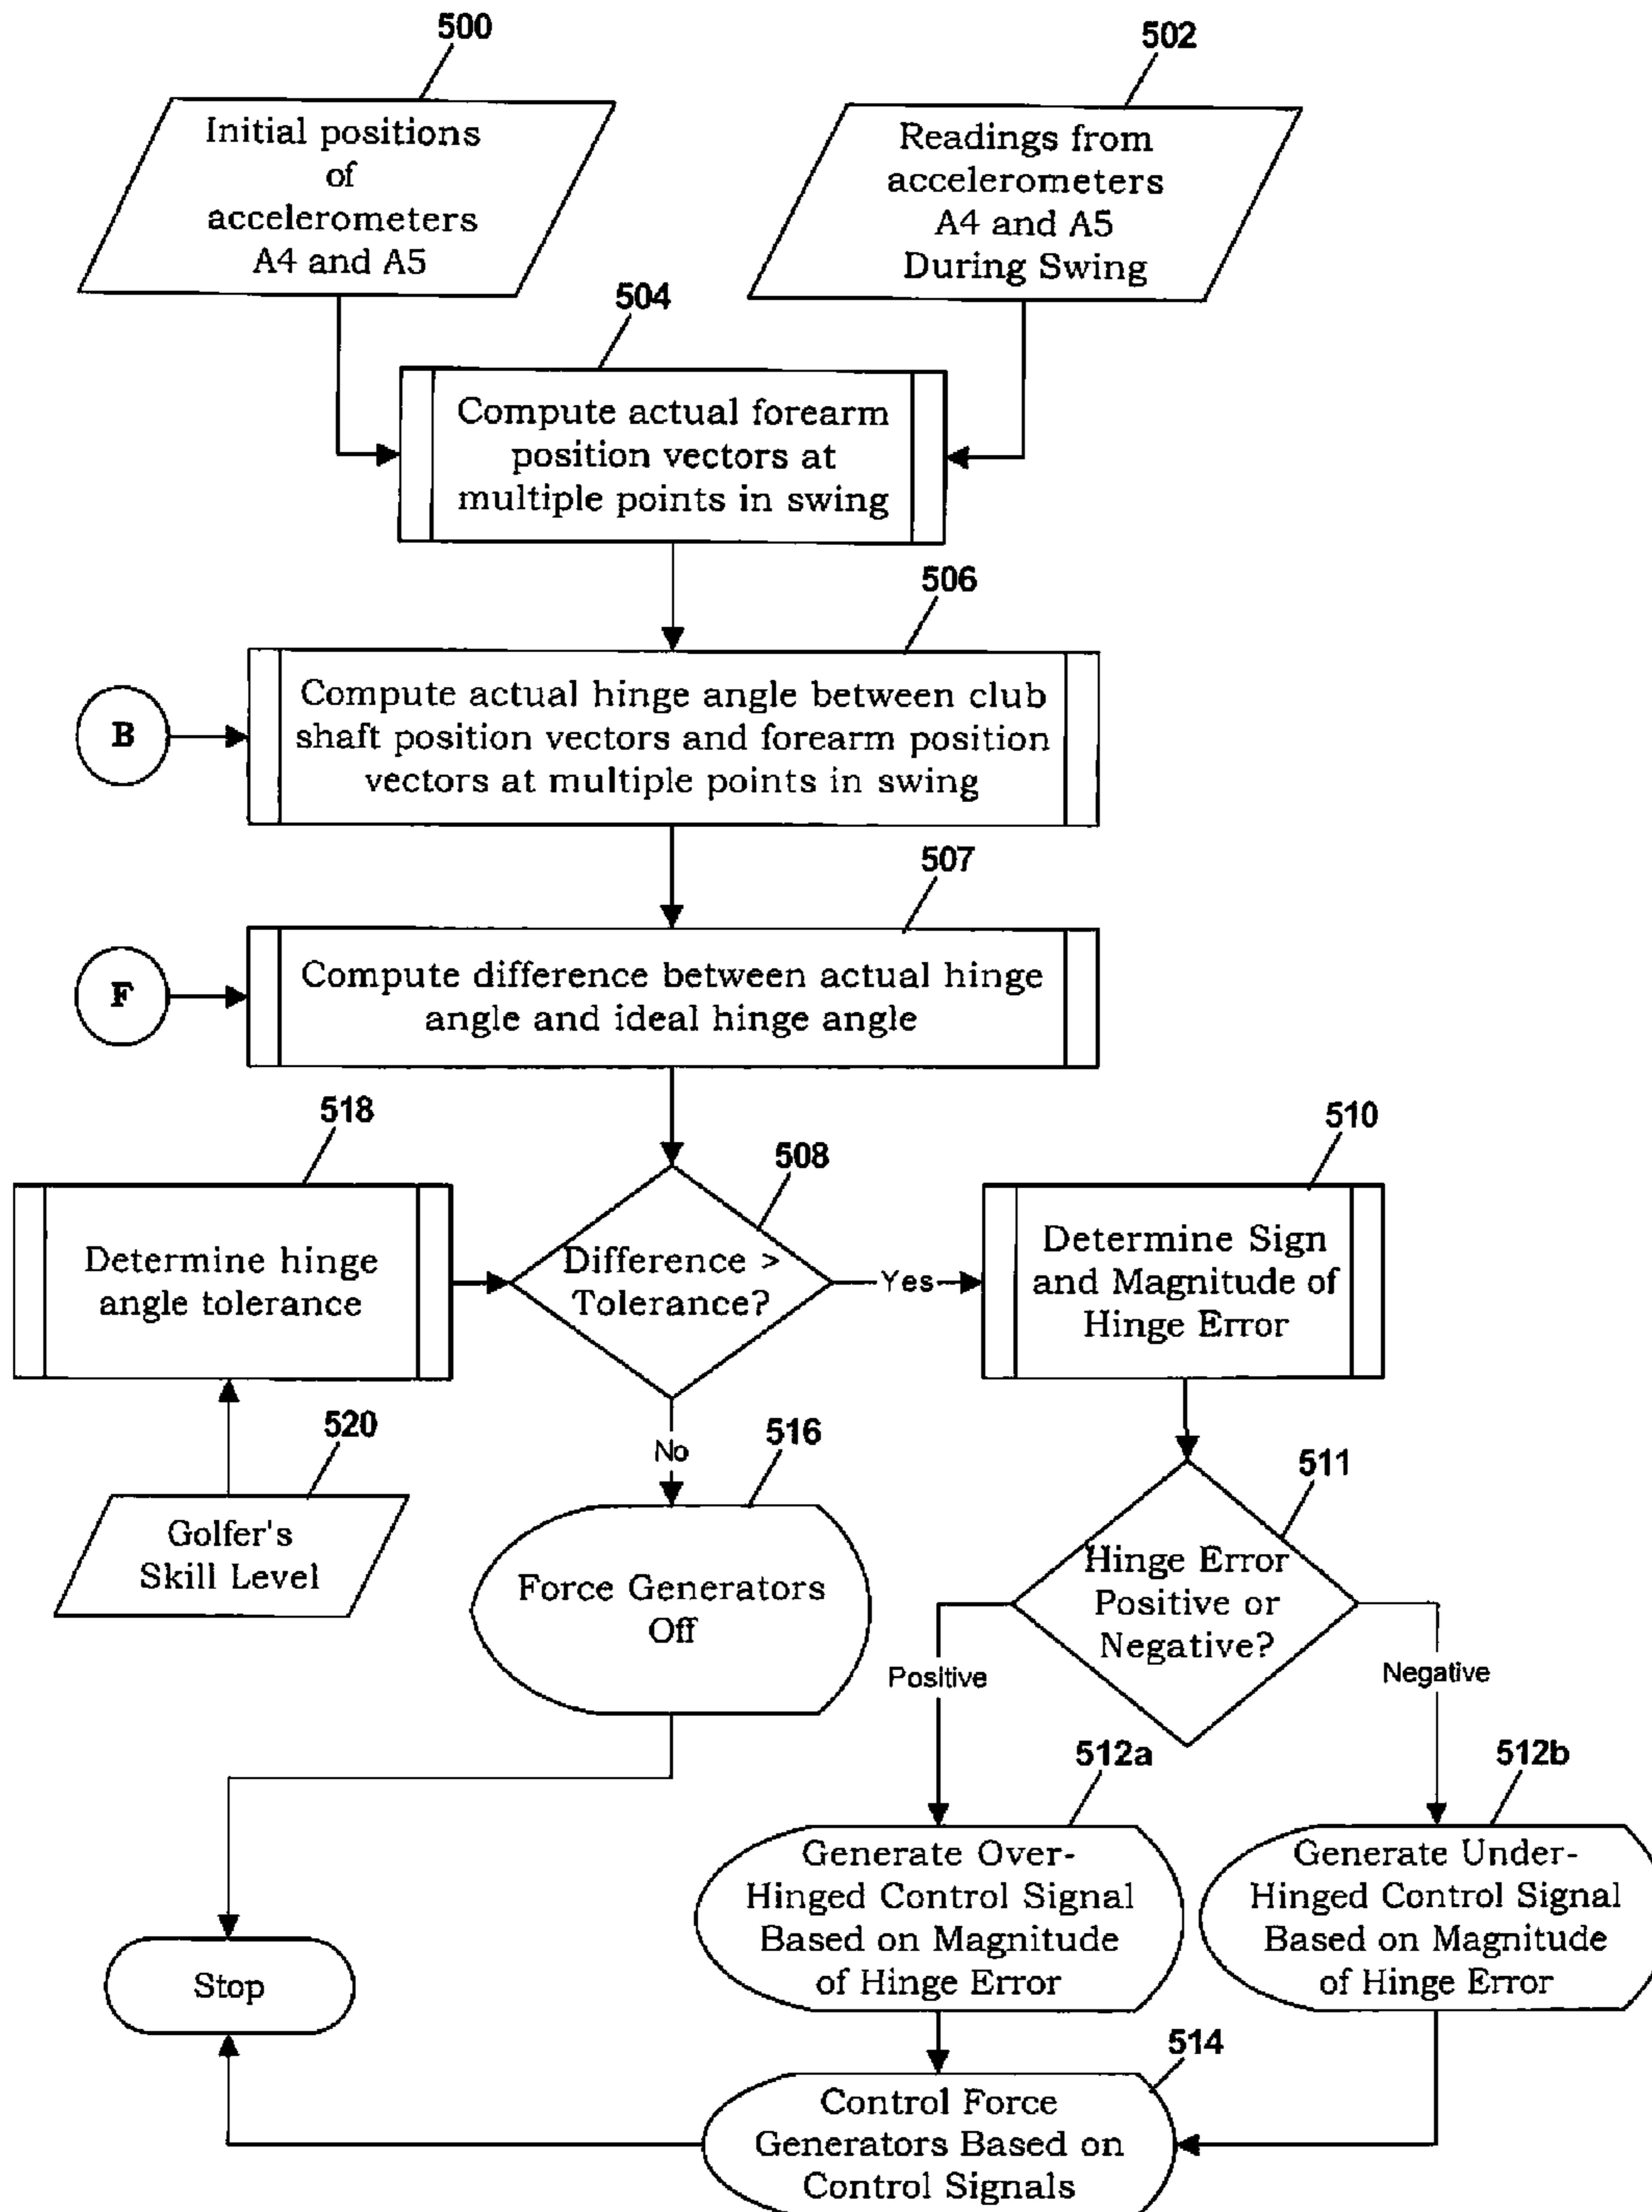 500
502
Initial positions
of
accelerometers
A4 and A5
Readings from
accelerometers
A4 and A5
During Swing
504
Compute actual forearm
position vectors at
multiple points in swing
506
B
Compute actual hinge angle between club
shaft position vectors and forearm position
vectors at multiple points in swing
507
F
Compute difference between actual hinge
angle and ideal hinge angle
518
508
510
Determine hinge
angle tolerance
Difference >
Tolerance?
Yes
Determine Sign
and Magnitude of
Hinge Error
520
No
516
511
Golfer's
Skill Level
Force Generators
Off
Hinge Error
Positive or
Negative?
Positive
Negative
512a
512b
Generate Over-
Hinged Control Signal
Based on Magnitude
of Hinge Error
Generate Under-
Hinged Control Signal
Based on Magnitude
of Hinge Error
Stop
514
Control Force
Generators Based on
Control Signals